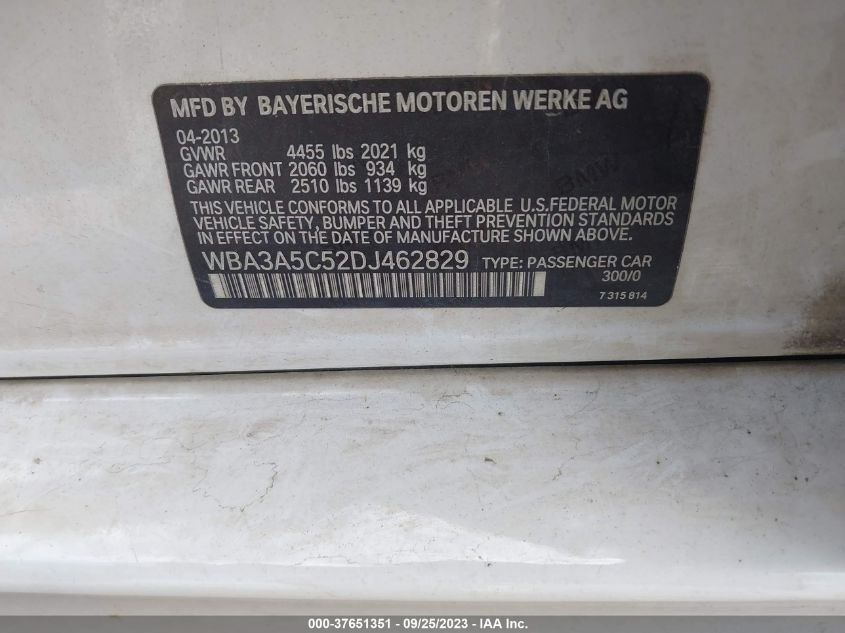 MFD BY BAYERISCHE MOTOREN WERKE AG
04-2013
GVWR 4455 lbs 2021 kg
GAWR FRONT 2060 lbs 934 kg
GAWR REAR 2510 lbs 1139 kg
THIS VEHICLE CONFORMS TO ALL APPLICABLE U.S.FEDERAL MOTOR
VEHICLE SAFETY, BUMPER AND THEFT PREVENTION STANDARDS
IN EFFECT ON THE DATE OF MANUFACTURE SHOWN ABOVE.
WBA3A5C52DJ462829 TYPE: PASSENGER CAR
300/0
7 315 814
000-37651351 - 09/25/2023 - IAA Inc.